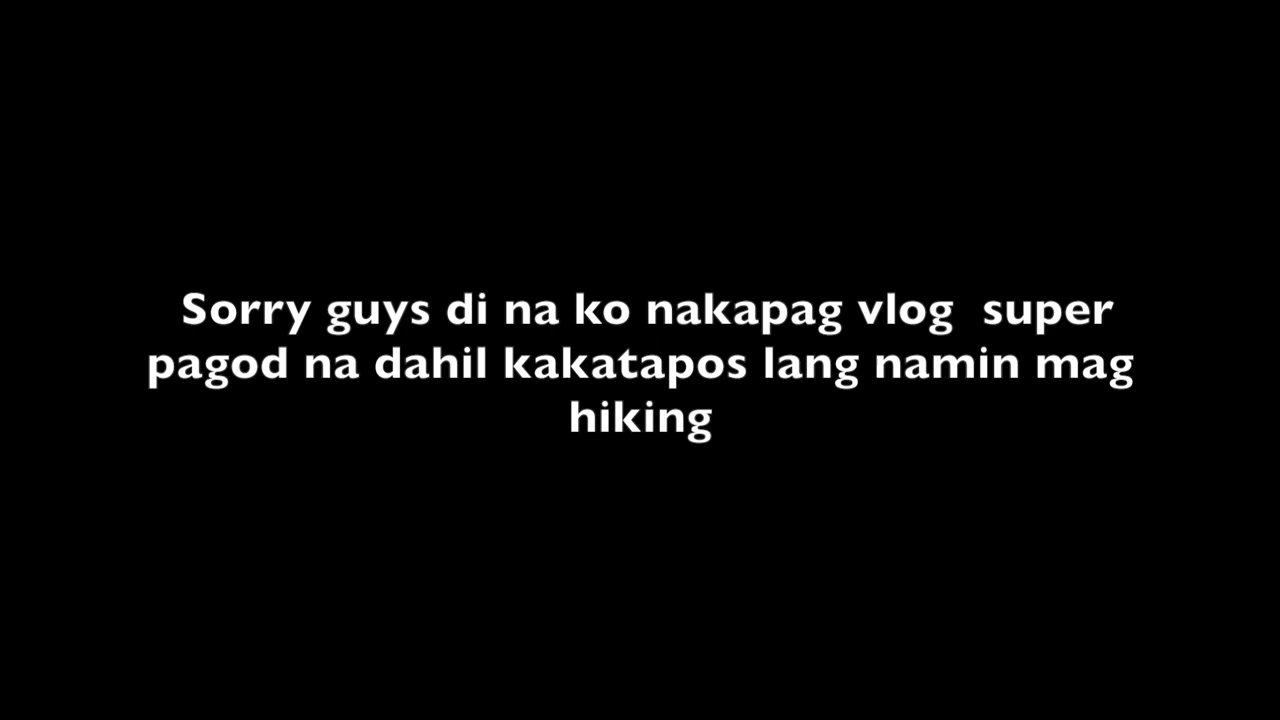 Sorry guys di na ko nakapag vlog  super
pagod na dahil kakatapos lang namin mag
hiking